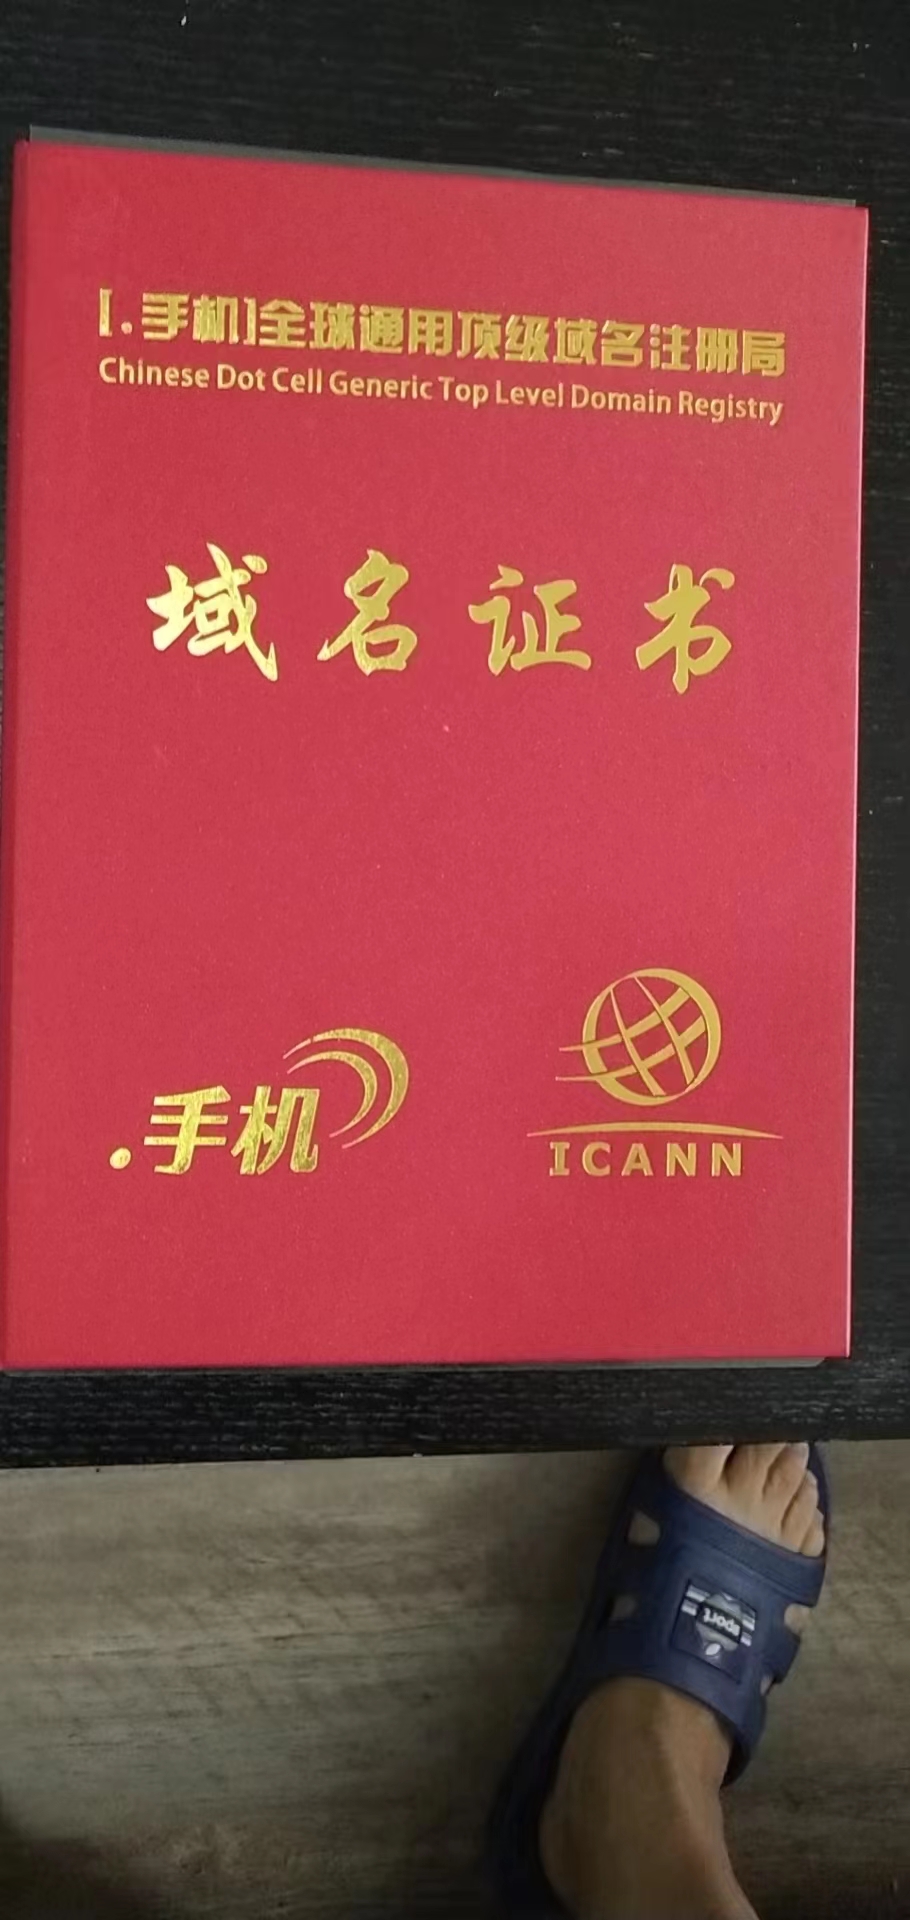 [.手机]全球通用顶级域名注册局
Chinese Dot Cell Generic Top Level Domain Registry
域名证书
.手机
ICANN
sport